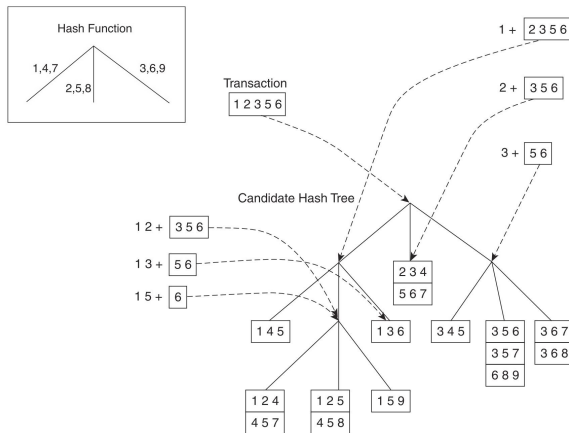 Hash Function
1,4,7
3,6,9
2,5,8
1 + 2 3 5 6
Transaction
1 2 3 5 6
2 + 3 5 6
3 + 5 6
Candidate Hash Tree
1 2 + 3 5 6
1 3 + 5 6
1 5 + 6
2 3 4
5 6 7
1 4 5
1 3 6
3 4 5
3 5 6
3 5 7
6 8 9
3 6 7
3 6 8
1 2 4
4 5 7
1 2 5
4 5 8
1 5 9